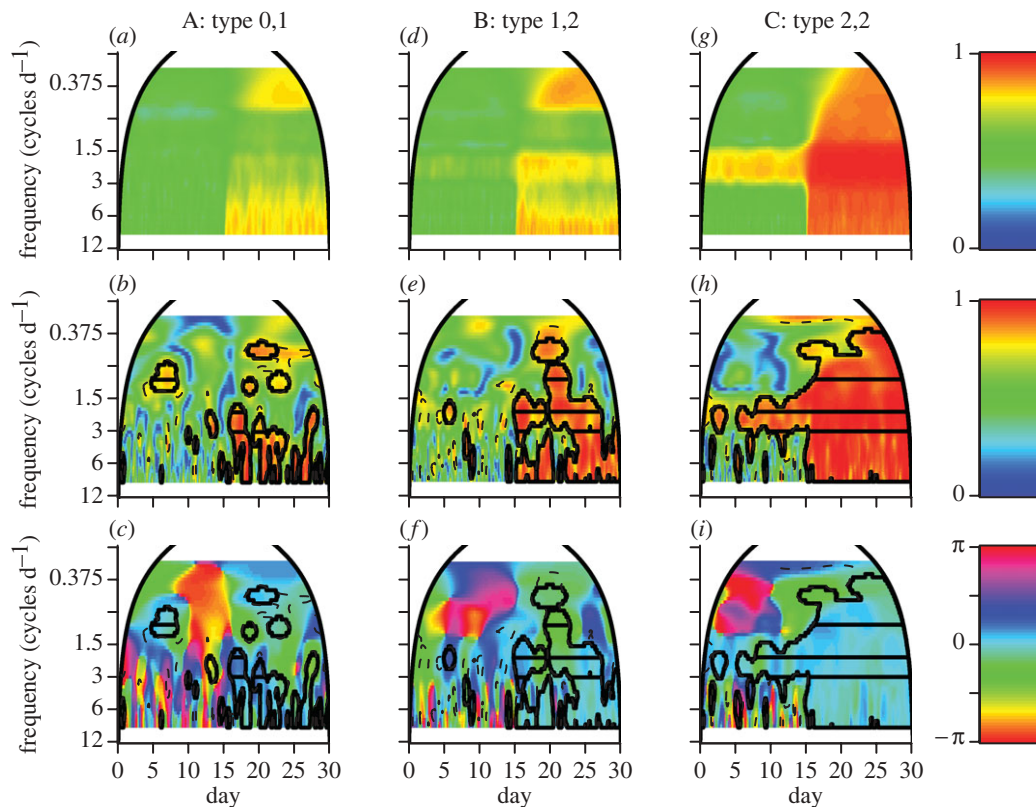 A: type 0,1 B: type 1,2 C: type 2,2
(a) (d) (g)
frequency (cycles d−1)
0.375
1.5
3
6
12
1
0
(b) (e) (h)
frequency (cycles d−1)
0.375
1.5
3
6
12
1
0
(c) (f) (i)
frequency (cycles d−1)
0.375
1.5
3
6
12
π
0
−π
0 5 10 15 20 25 30 0 5 10 15 20 25 30 0 5 10 15 20 25 30
day day day